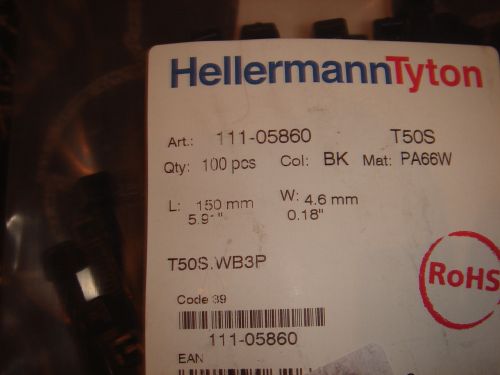 HellermannTyton
Art.: 111-05860 T50S
Qty: 100 pcs Col: BK Mat: PA66W
L: 150 mm W: 4.6 mm
5.91" 0.18"
T50S.WB3P
Code 39
111-05860
EAN
RoHS